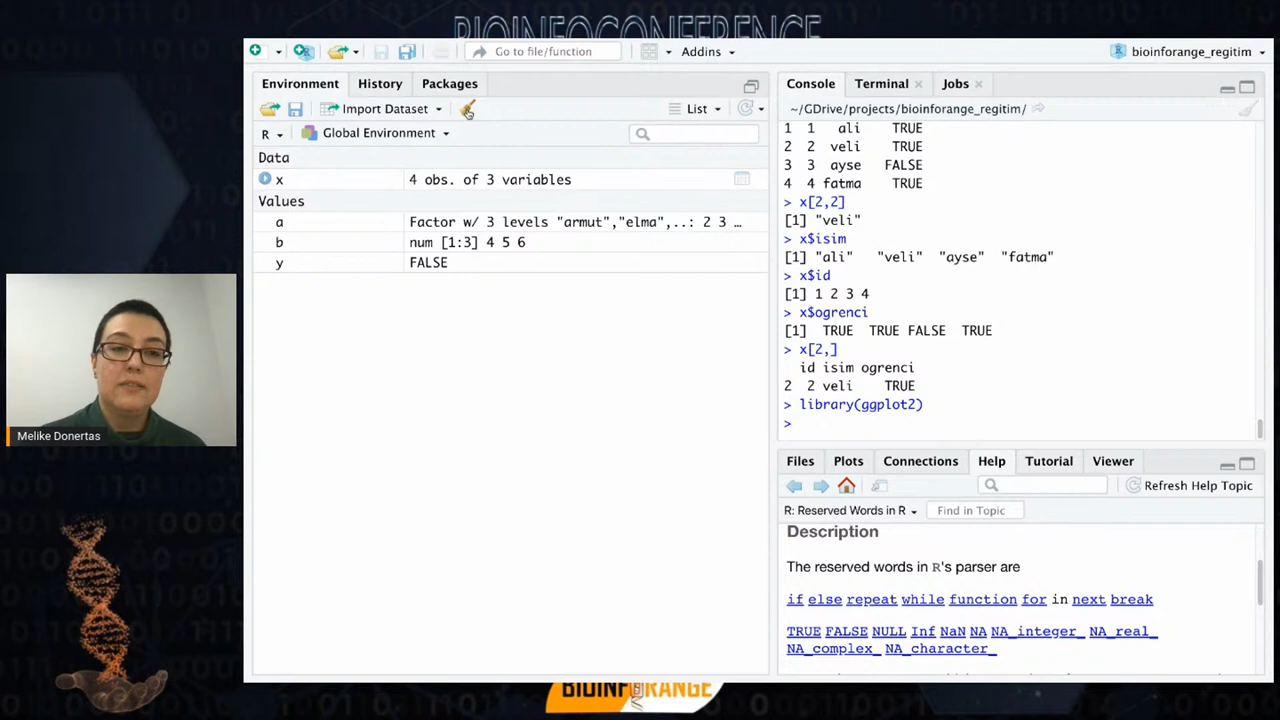 BIOINFOCONFERENCE
Go to file/function
Addins
bioinforange_regitim
Environment History Packages
Import Dataset
List
R
Global Environment
Data
x 4 obs. of 3 variables
Values
a Factor w/ 3 levels "armut","elma",..: 2 3 …
b num [1:3] 4 5 6
y FALSE
Console Terminal Jobs
~/GDrive/projects/bioinforange_regitim/
1 1 ali TRUE
2 2 veli TRUE
3 3 ayse FALSE
4 4 fatma TRUE
> x[2,2]
[1] "veli"
> x$isim
[1] "ali" "veli" "ayse" "fatma"
> x$id
[1] 1 2 3 4
> x$ogrenci
[1] TRUE TRUE FALSE TRUE
> x[2,]
id isim ogrenci
2 2 veli TRUE
> library(ggplot2)
>
Files Plots Connections Help Tutorial Viewer
Refresh Help Topic
R: Reserved Words in R
Find in Topic
Description
The reserved words in R's parser are
if else repeat while function for in next break
TRUE FALSE NULL Inf NaN NA NA_integer_ NA_real_
NA_complex_ NA_character_
Melike Donertas
BIOINFORANGE